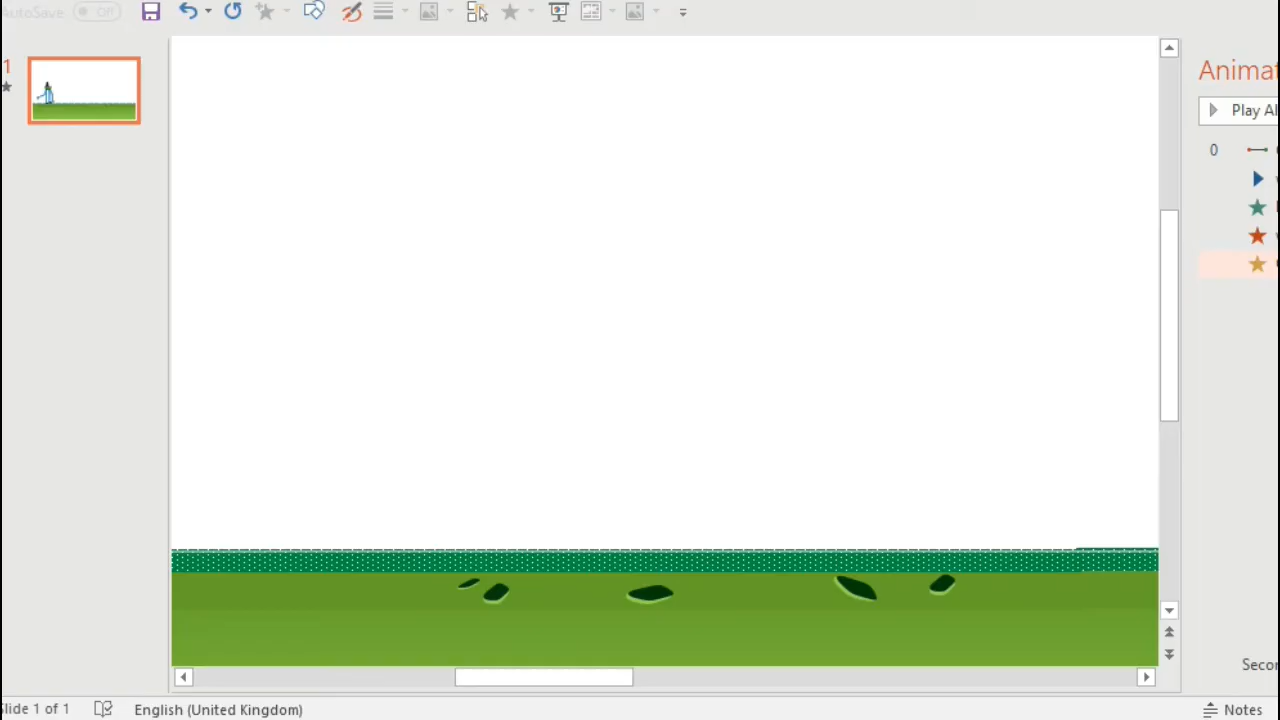 AutoSave Off
1
Animat
Play Al
0
Secor
Slide 1 of 1
English (United Kingdom)
Notes